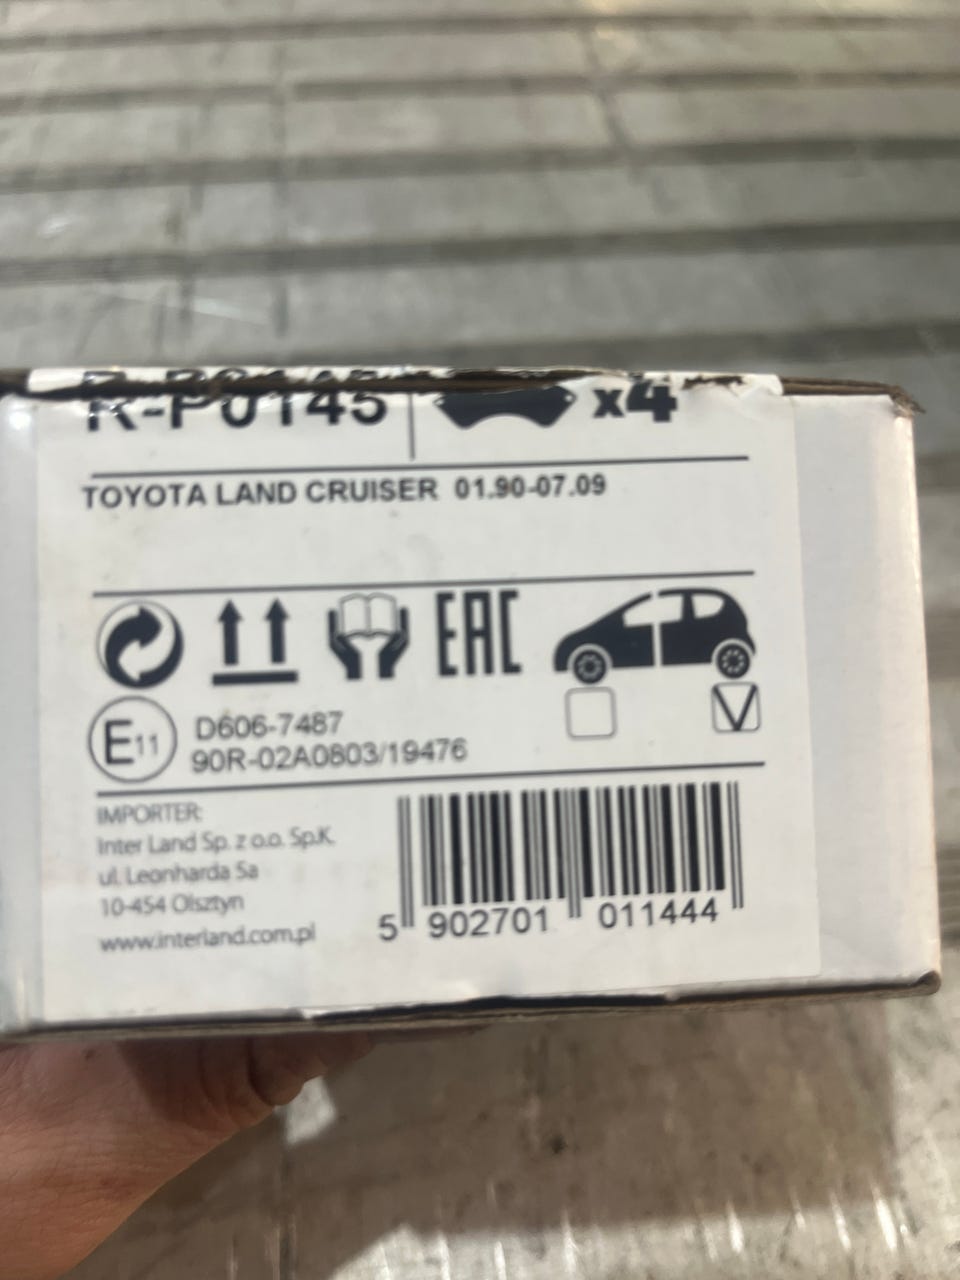 R-P0145
x4
TOYOTA LAND CRUISER 01.90-07.09
EAC
E11
D606-7487
90R-02A0803/19476
IMPORTER:
Inter Land Sp. z o.o. Sp.K.
ul. Leonharda 5a
10-454 Olsztyn
www.interland.com.pl
5 902701 011444